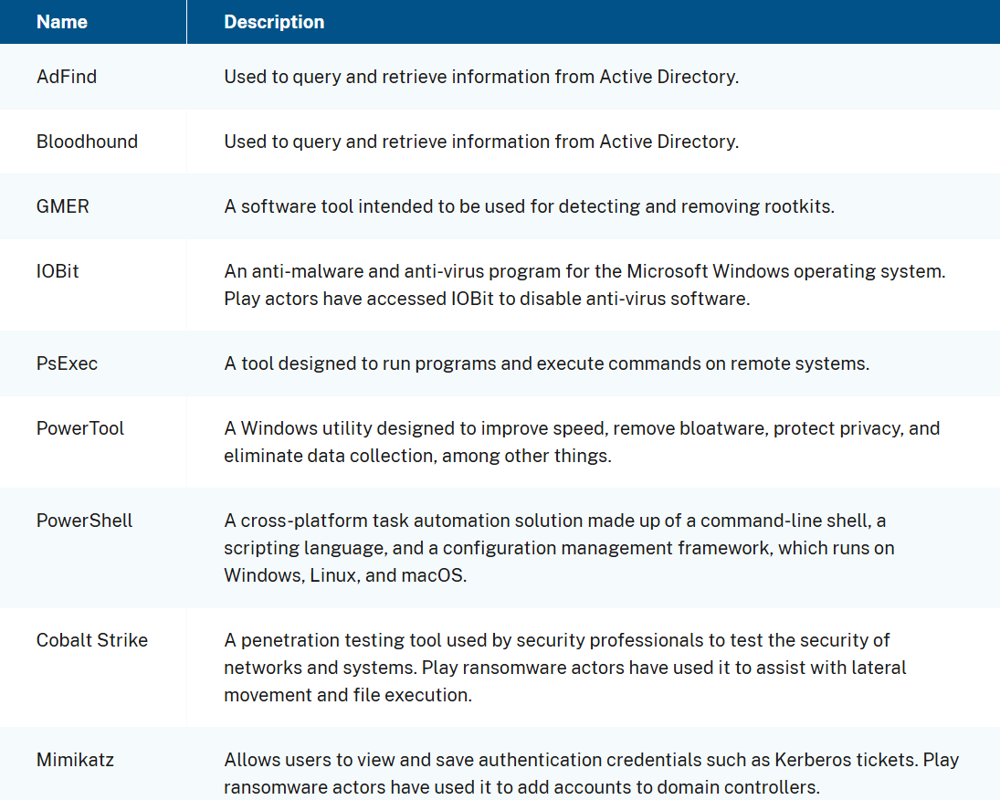 Name Description
AdFind Used to query and retrieve information from Active Directory.
Bloodhound Used to query and retrieve information from Active Directory.
GMER A software tool intended to be used for detecting and removing rootkits.
IOBit An anti-malware and anti-virus program for the Microsoft Windows operating system.
Play actors have accessed IOBit to disable anti-virus software.
PsExec A tool designed to run programs and execute commands on remote systems.
PowerTool A Windows utility designed to improve speed, remove bloatware, protect privacy, and
eliminate data collection, among other things.
PowerShell A cross-platform task automation solution made up of a command-line shell, a
scripting language, and a configuration management framework, which runs on
Windows, Linux, and macOS.
Cobalt Strike A penetration testing tool used by security professionals to test the security of
networks and systems. Play ransomware actors have used it to assist with lateral
movement and file execution.
Mimikatz Allows users to view and save authentication credentials such as Kerberos tickets. Play
ransomware actors have used it to add accounts to domain controllers.